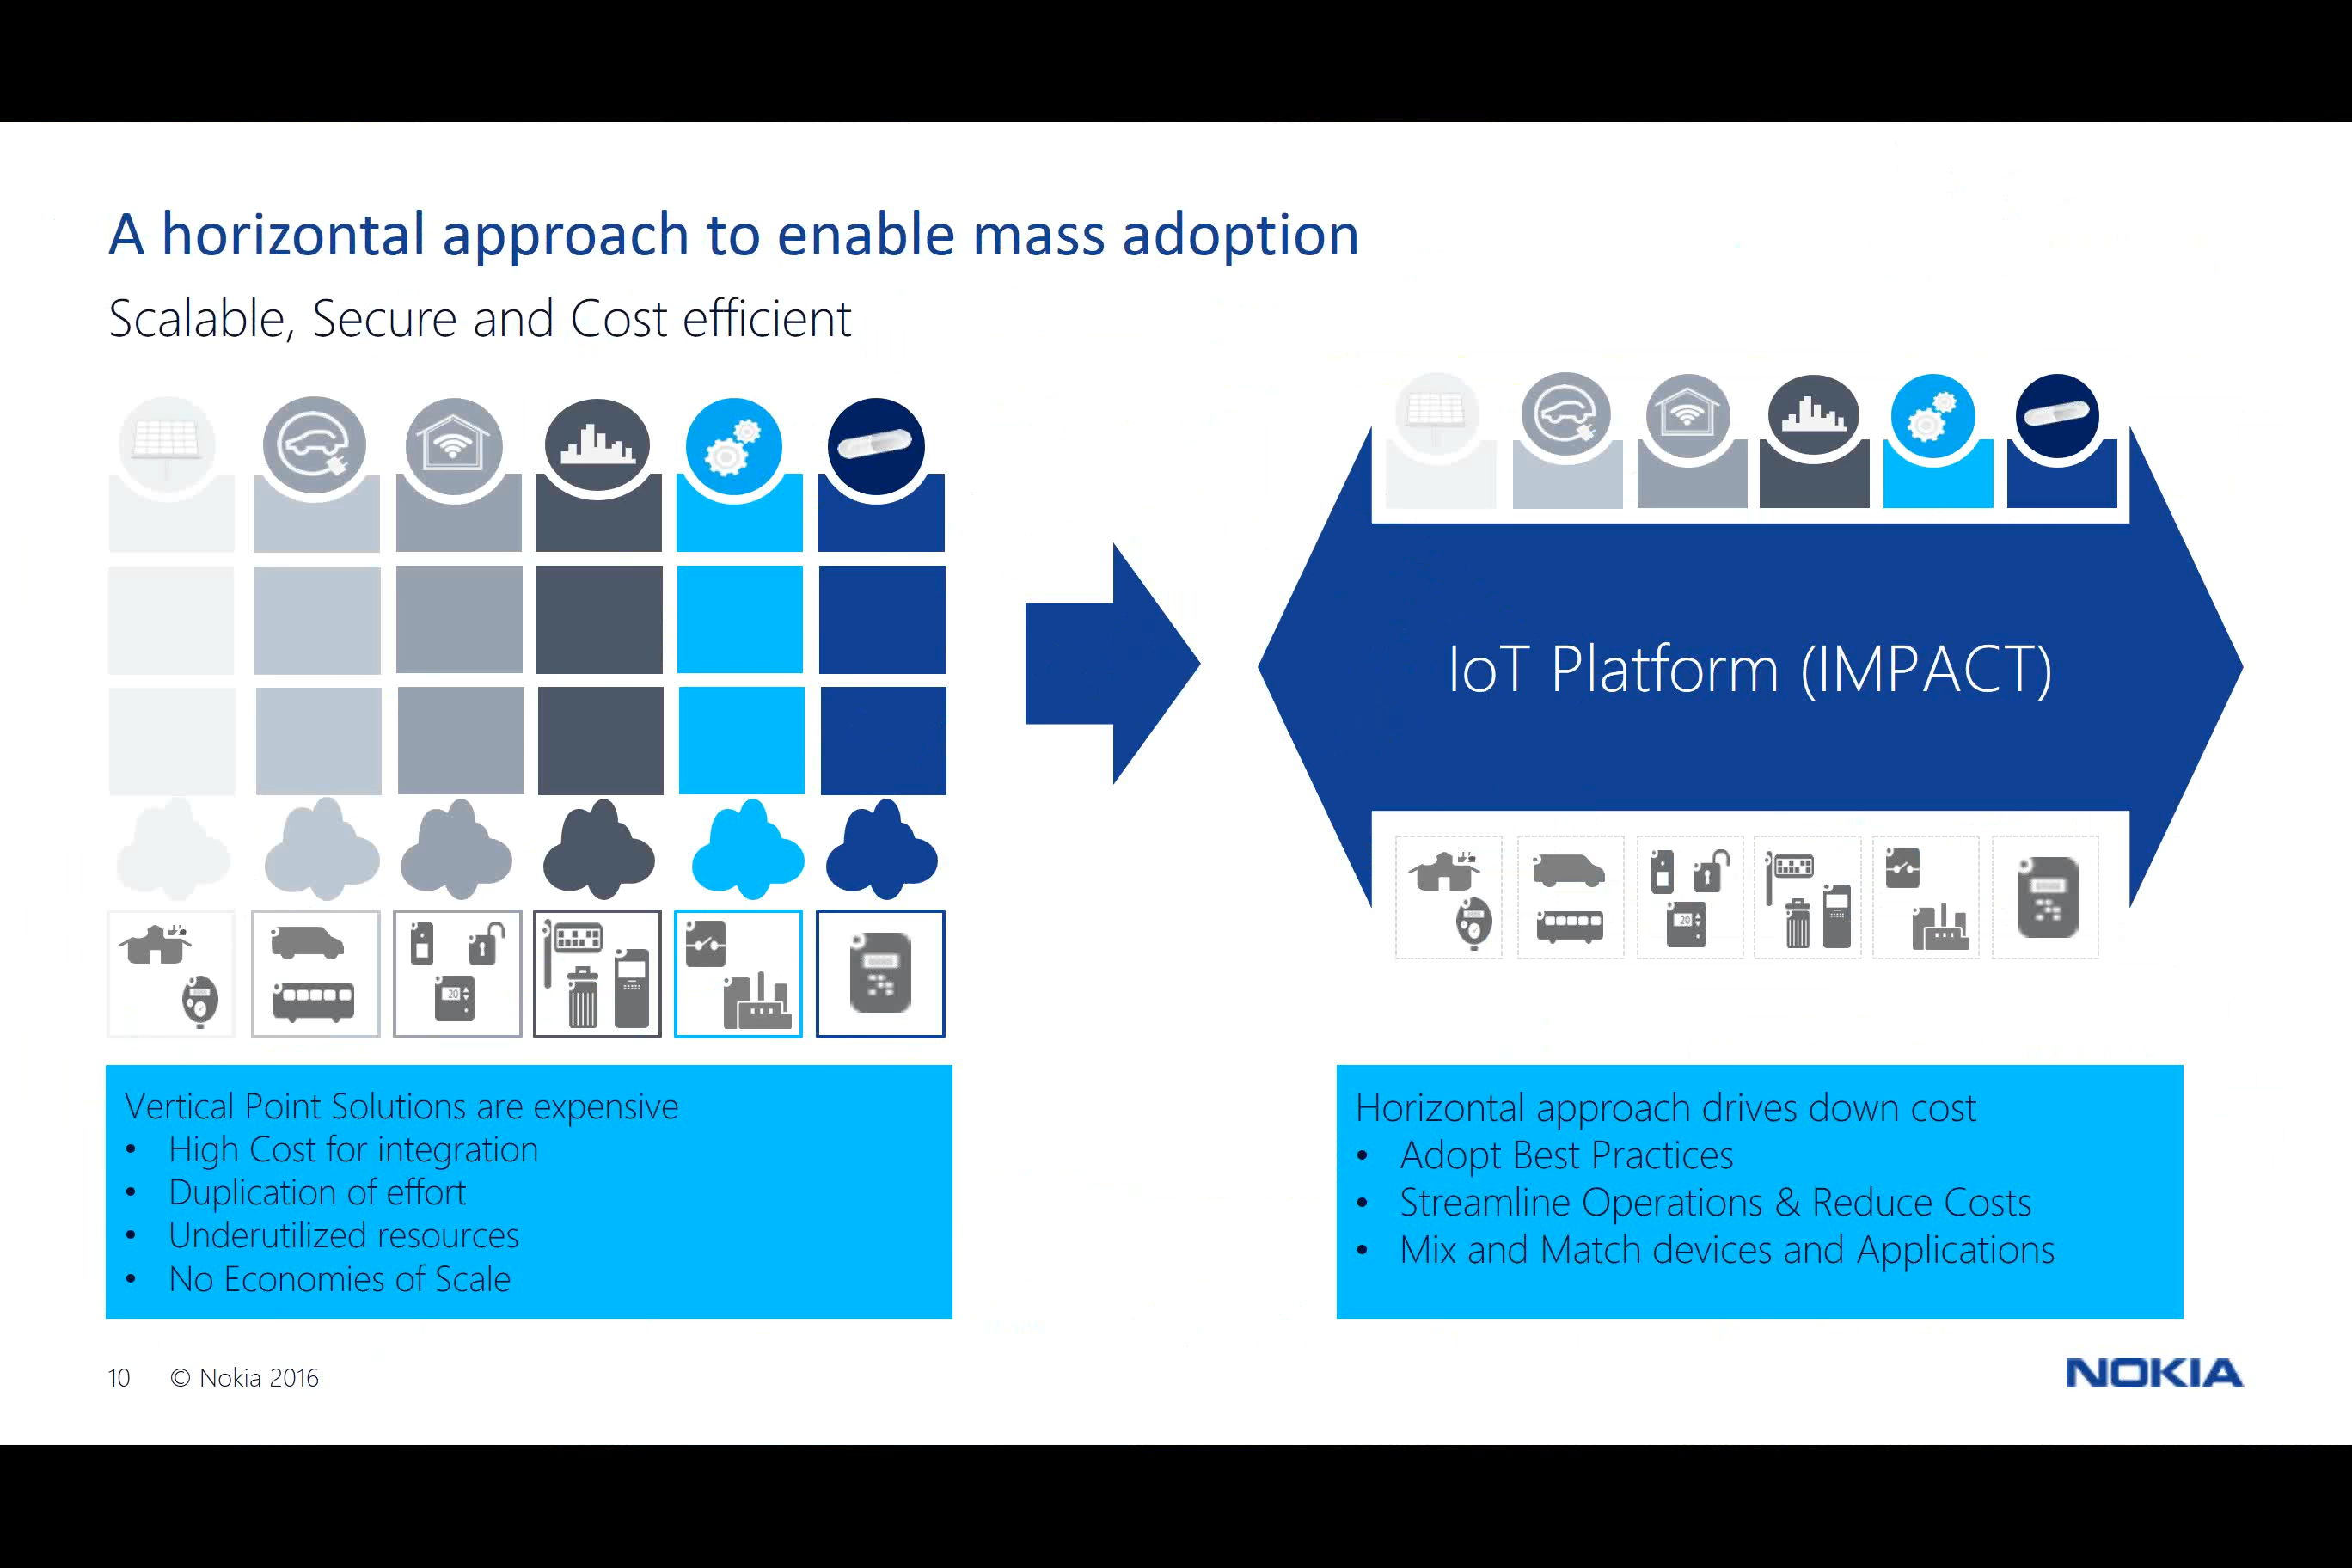 A horizontal approach to enable mass adoption
Scalable, Secure and Cost efficient
IoT Platform (IMPACT)
20
20
Vertical Point Solutions are expensive
• High Cost for integration
• Duplication of effort
• Underutilized resources
• No Economies of Scale
Horizontal approach drives down cost
• Adopt Best Practices
• Streamline Operations & Reduce Costs
• Mix and Match devices and Applications
10 © Nokia 2016
NOKIA